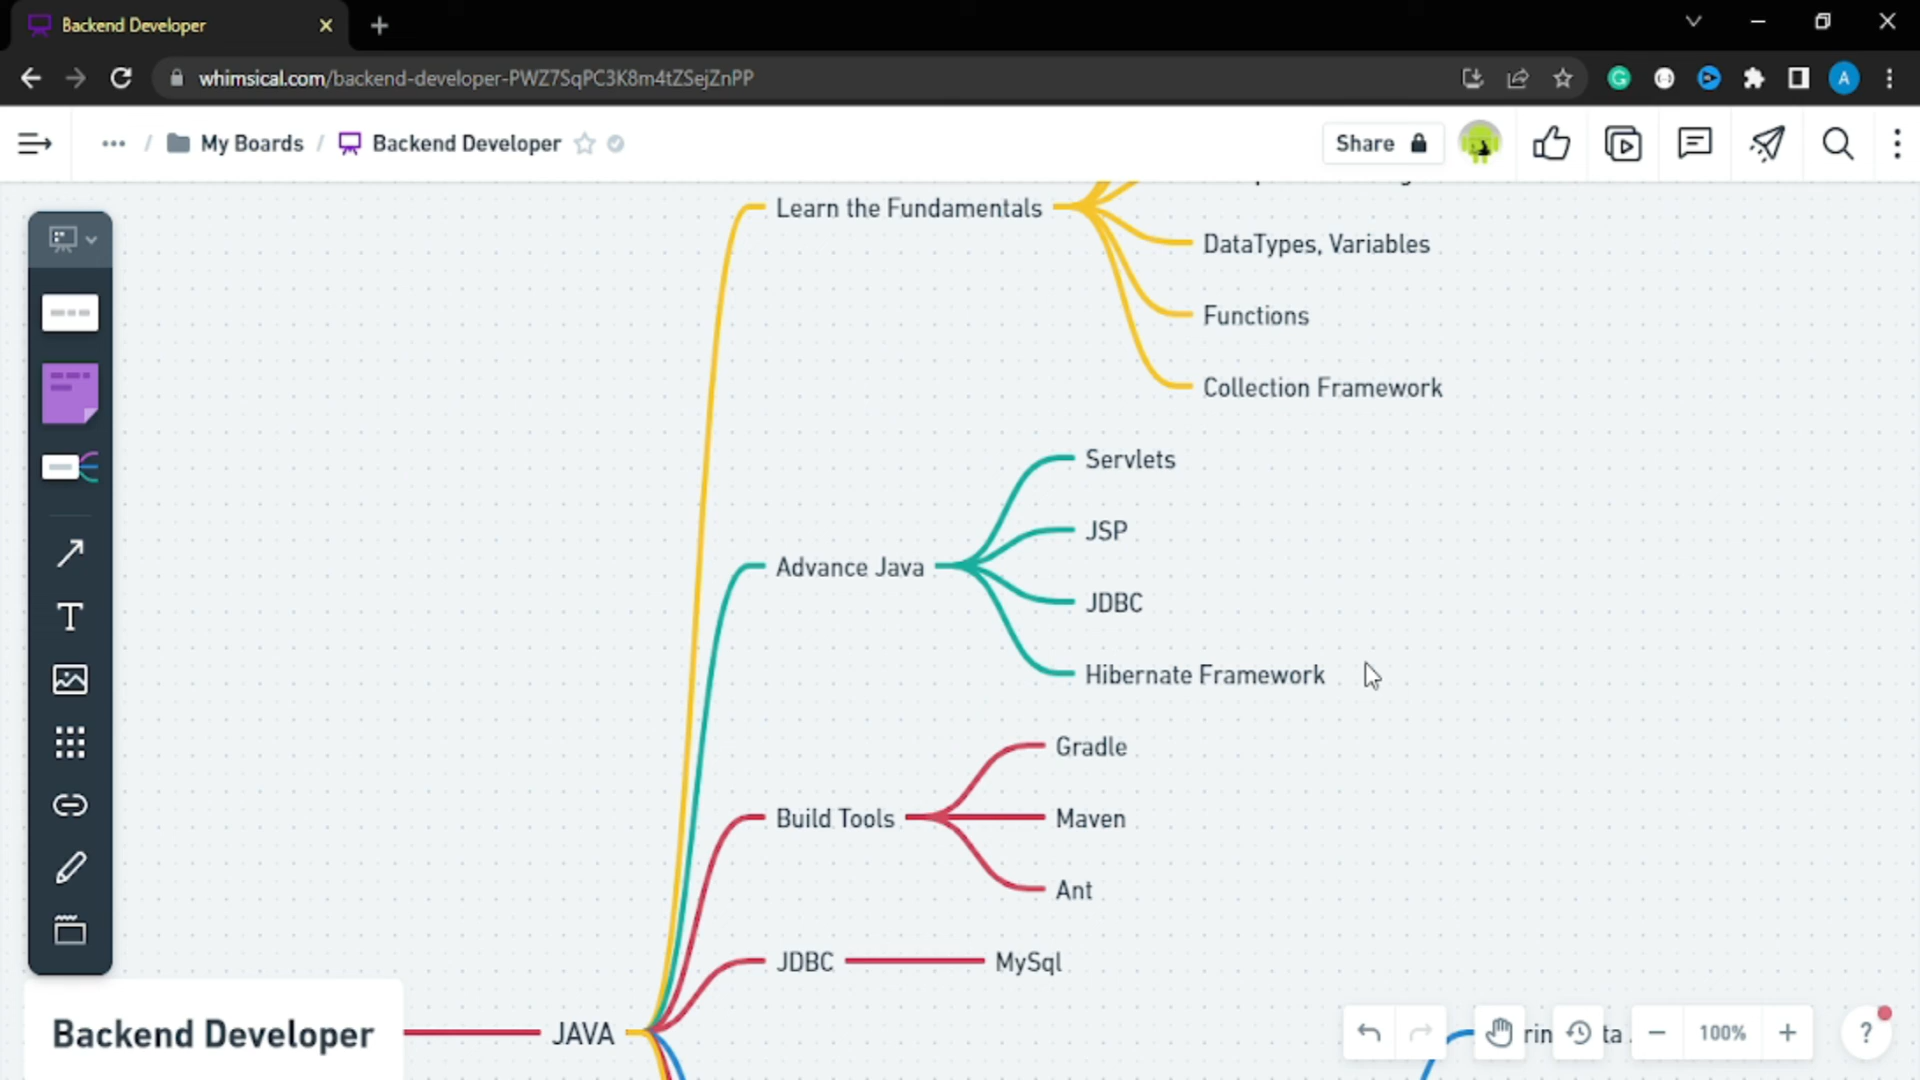 Backend Developer
whimsical.com/backend-developer-PWZ7SqPC3K8m4tZSejZnPP
A
... / My Boards / Backend Developer
Share
Learn the Fundamentals
DataTypes, Variables
Functions
Collection Framework
Servlets
JSP
Advance Java
JDBC
Hibernate Framework
Gradle
Build Tools
Maven
Ant
JDBC
MySql
Backend Developer
JAVA
100%
?